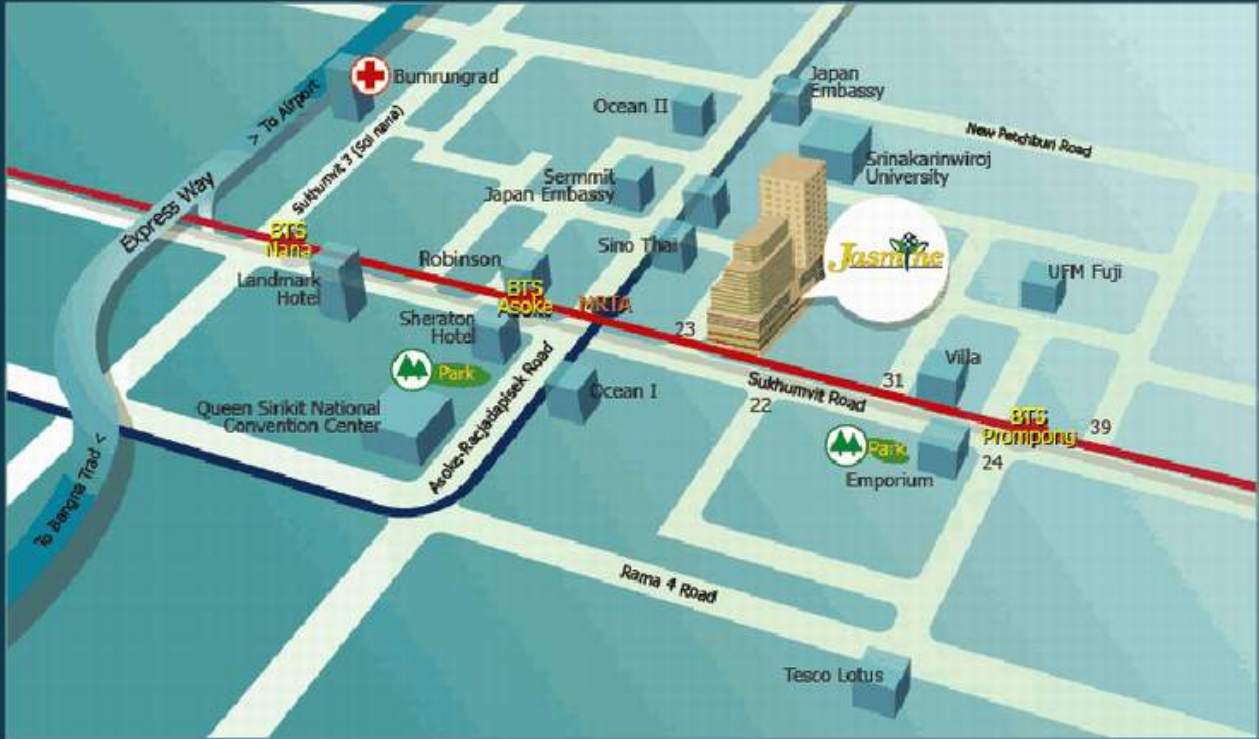 Bumrungrad
> To Airport
Japan
Embassy
Ocean II
New Petchburi Road
Sukhumvit 3 (Soi nana)
Srinakarinwiroj
University
Sermmit
Japan Embassy
Express Way
BTS
Nana
Robinson
Sino Thai
Jasmine
UFM Fuji
Landmark
Hotel
BTS
Asoke
MRTA
Sheraton
Hotel
23
Park
Villa
31
Sukhumvit Road
22
Ocean I
Queen Sirikit National
Convention Center
Asoke-Racjadapisek Road
BTS
Prompong
39
Park
24
Emporium
To Bangna Trad <
Rama 4 Road
Tesco Lotus